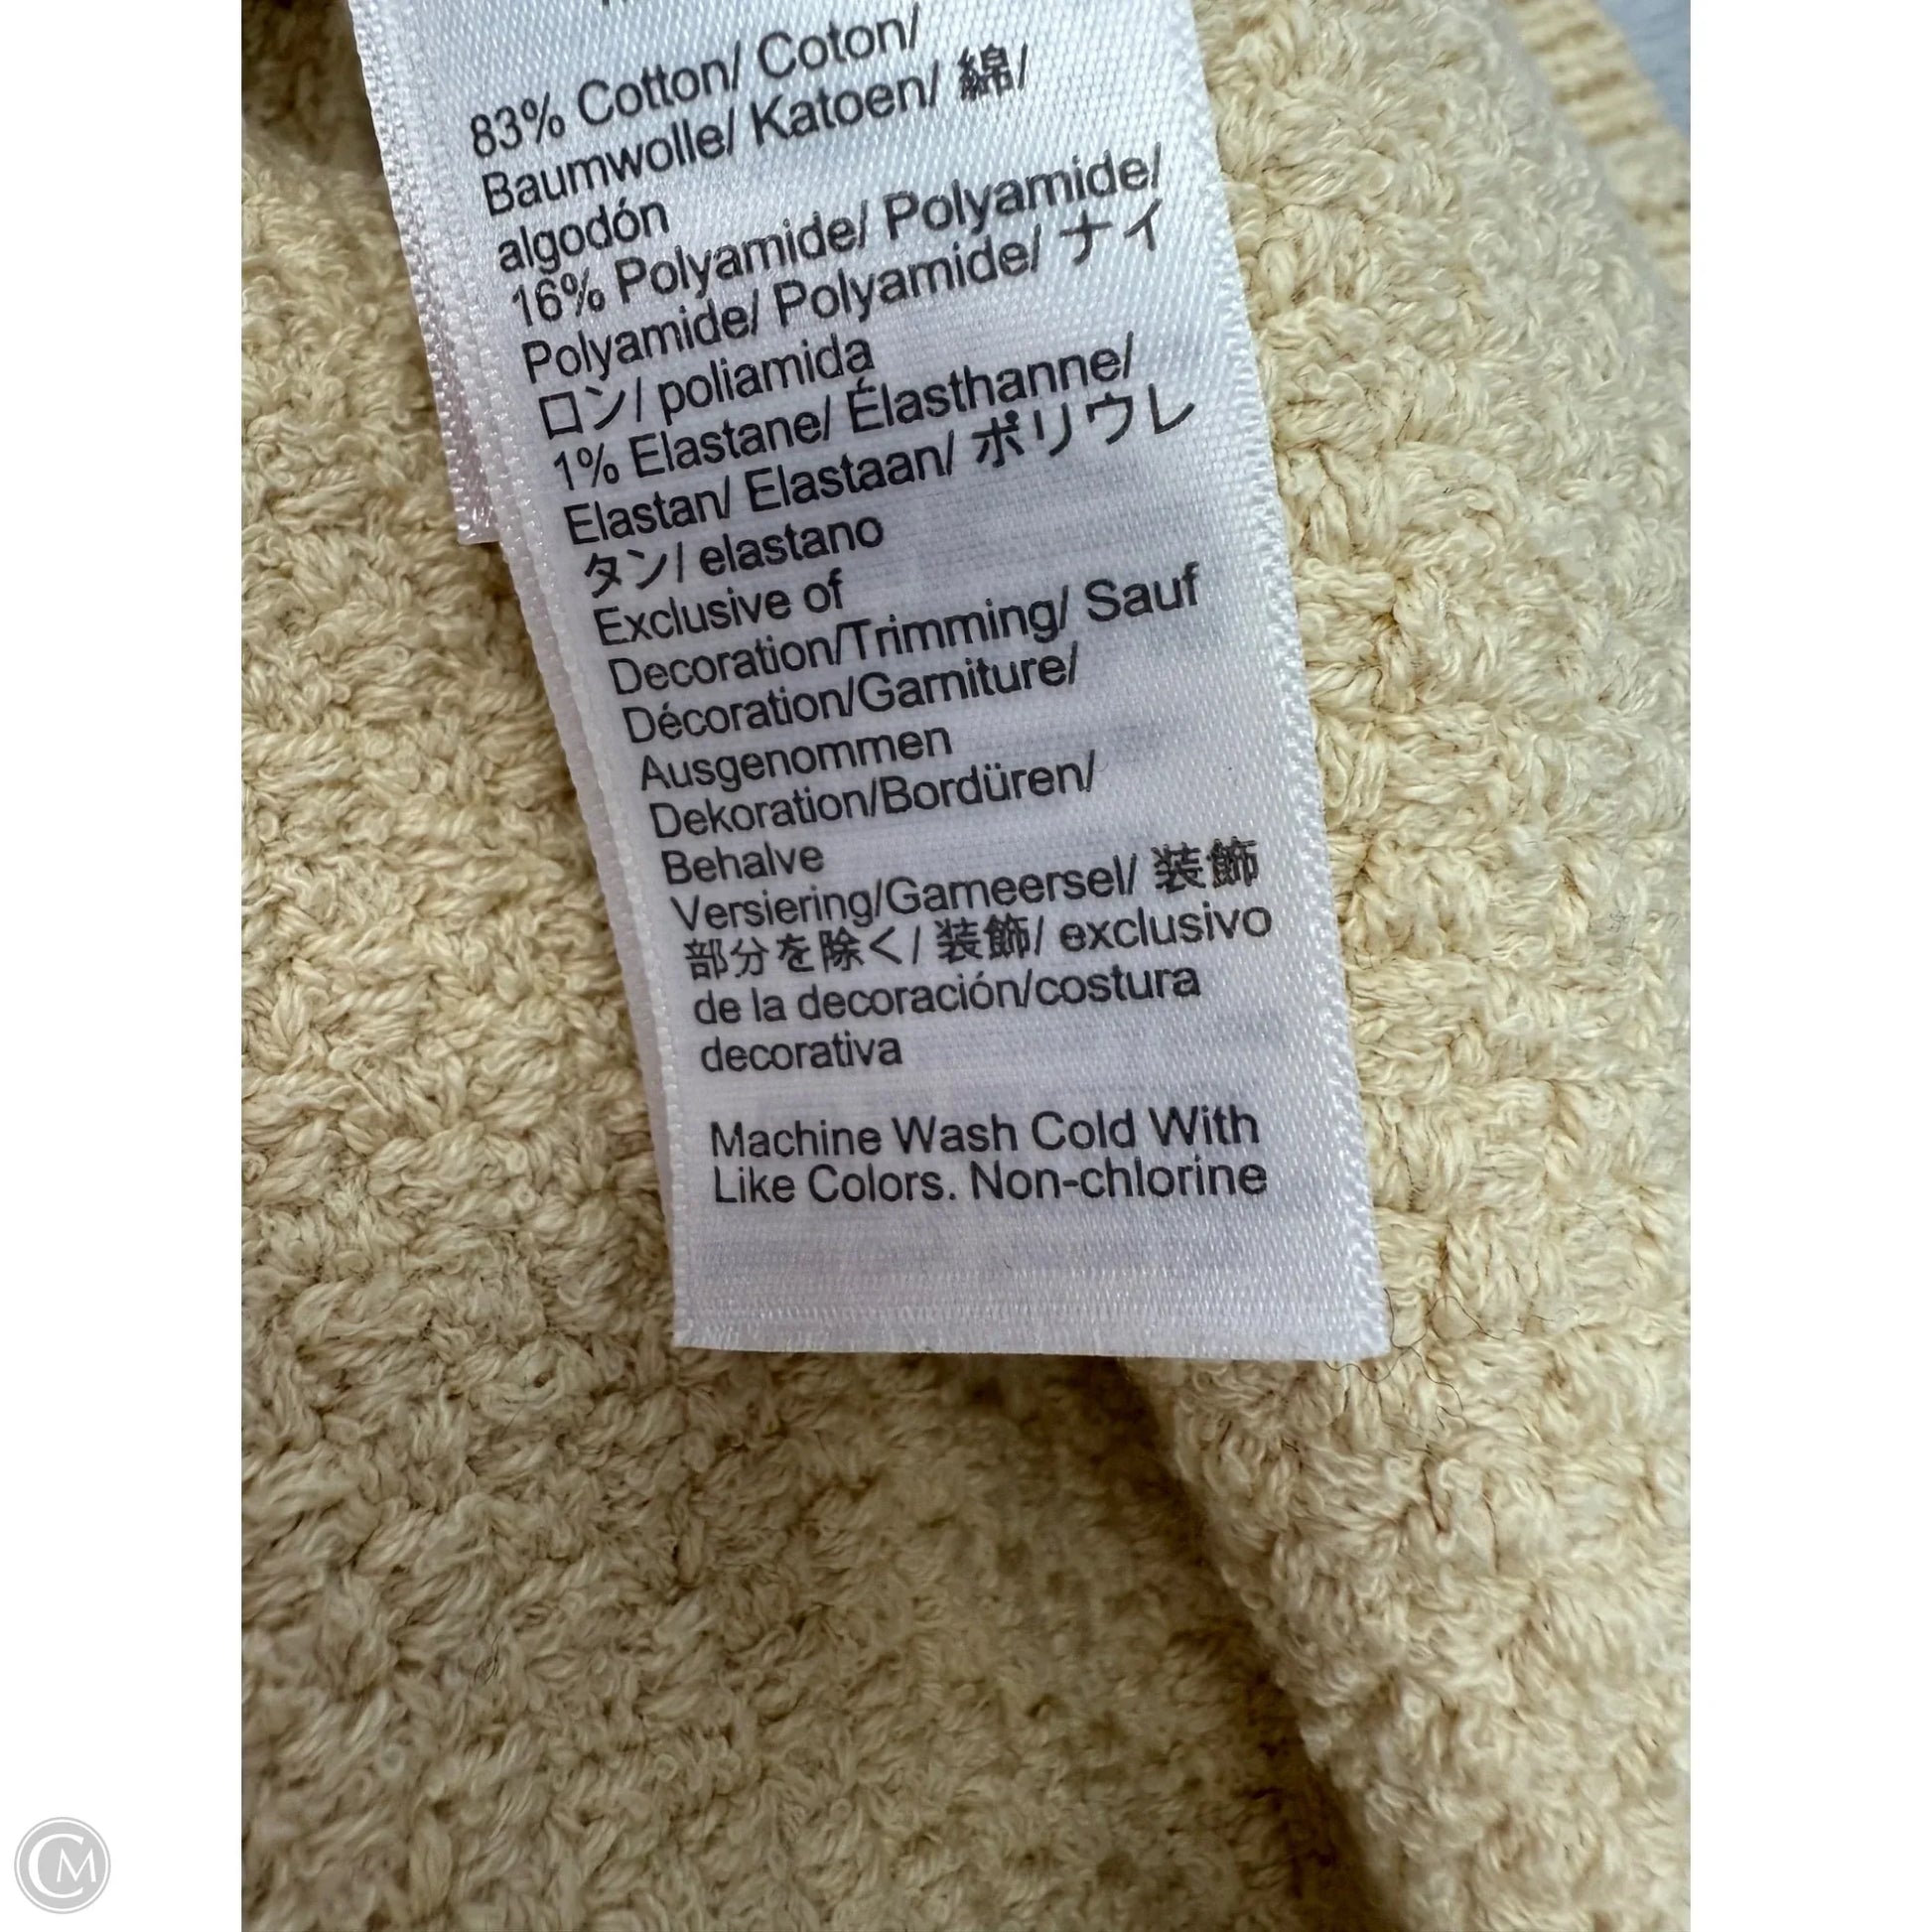 83% Cotton/ Coton/
Baumwolle/ Katoen/ 綿/
algodón
16% Polyamide/ Polyamide/
Polyamide/ Polyamide/ ナイ
ロン/ poliamida
1% Elastane/ Élasthanne/
Elastan/ Elastaan/ ポリウレ
タン/ elastano
Exclusive of
Decoration/Trimming/ Sauf
Décoration/Garniture/
Ausgenommen
Dekoration/Bordüren/
Behalve
Versiering/Garneersel/ 装飾
部分を除く/ 装飾/ exclusivo
de la decoración/costura
decorativa
Machine Wash Cold With
Like Colors. Non-chlorine
CM